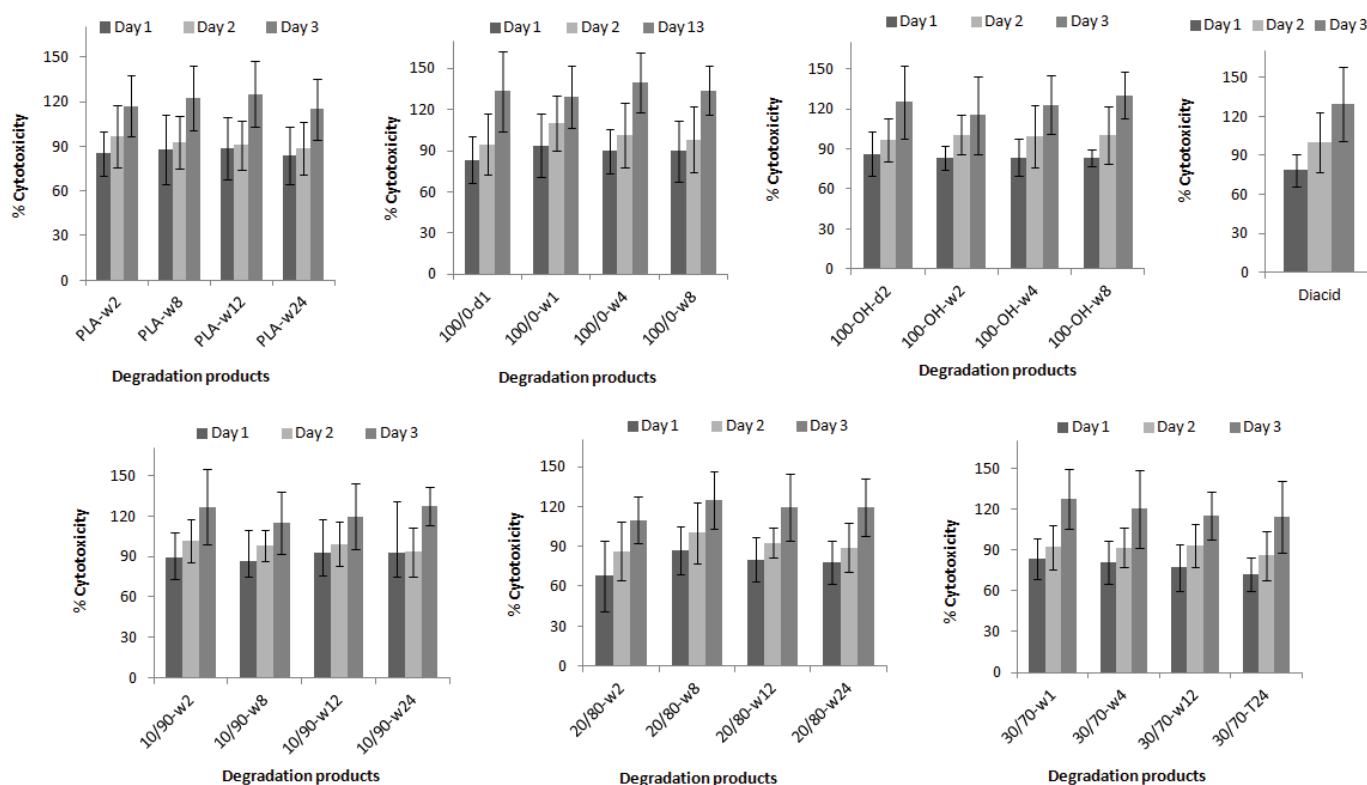 Day 1 Day 2 Day 3
% Cytotoxicity
150
120
90
60
30
0
PLA-w2
PLA-w8
PLA-w12
PLA-w24
Degradation products
Day 1 Day 2 Day 13
% Cytotoxicity
150
120
90
60
30
0
100/0-d1
100/0-w1
100/0-w4
100/0-w8
Degradation products
Day 1 Day 2 Day 3
% Cytotoxicity
150
120
90
60
30
0
100-OH-d2
100-OH-w2
100-OH-w4
100-OH-w8
Degradation products
Day 1 Day 2 Day 3
% Cytotoxicity
150
120
90
60
30
0
Diacid
Day 1 Day 2 Day 3
% Cytotoxicity
150
120
90
60
30
0
10/90-w2
10/90-w8
10/90-w12
10/90-w24
Degradation products
Day 1 Day 2 Day 3
% Cytotoxicity
150
120
90
60
30
0
20/80-w2
20/80-w8
20/80-w12
20/80-w24
Degradation products
Day 1 Day 2 Day 3
% Cytotoxicity
150
120
90
60
30
0
30/70-w1
30/70-w4
30/70-w12
30/70-T24
Degradation products